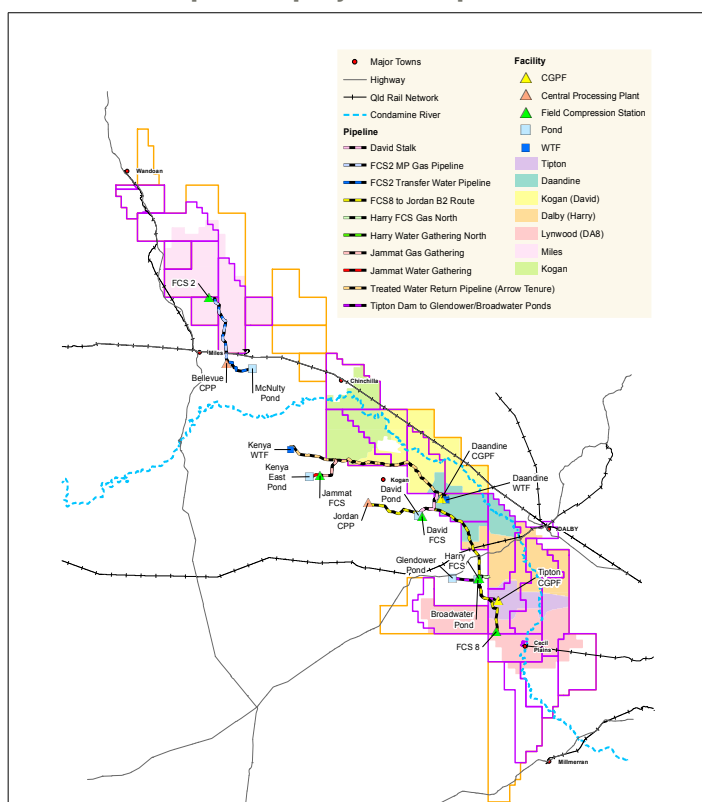 Major Towns
Highway
Qld Rail Network
Condamine River
Pipeline
David Stalk
FCS2 MP Gas Pipeline
FCS2 Transfer Water Pipeline
FCS8 to Jordan B2 Route
Harry FCS Gas North
Harry Water Gathering North
Jammat Gas Gathering
Jammat Water Gathering
Treated Water Return Pipeline (Arrow Tenure)
Tipton Dam to Glendower/Broadwater Ponds
Facility
CGPF
Central Processing Plant
Field Compression Station
Pond
WTF
Tipton
Daandine
Kogan (David)
Dalby (Harry)
Lynwood (DA8)
Miles
Kogan
Wandoan
FCS 2
Miles
Bellevue
CPP
McNulty
Pond
Chinchilla
Kenya
WTF
Daandine
CGPF
Daandine
WTF
Kenya
East
Pond
Jammat
FCS
Kogan
David
Pond
Jordan
CPP
David
FCS
DALBY
Glendower
Pond
Harry
FCS
Tipton
CGPF
Broadwater
Pond
FCS 8
Cecil
Plains
Millmerran